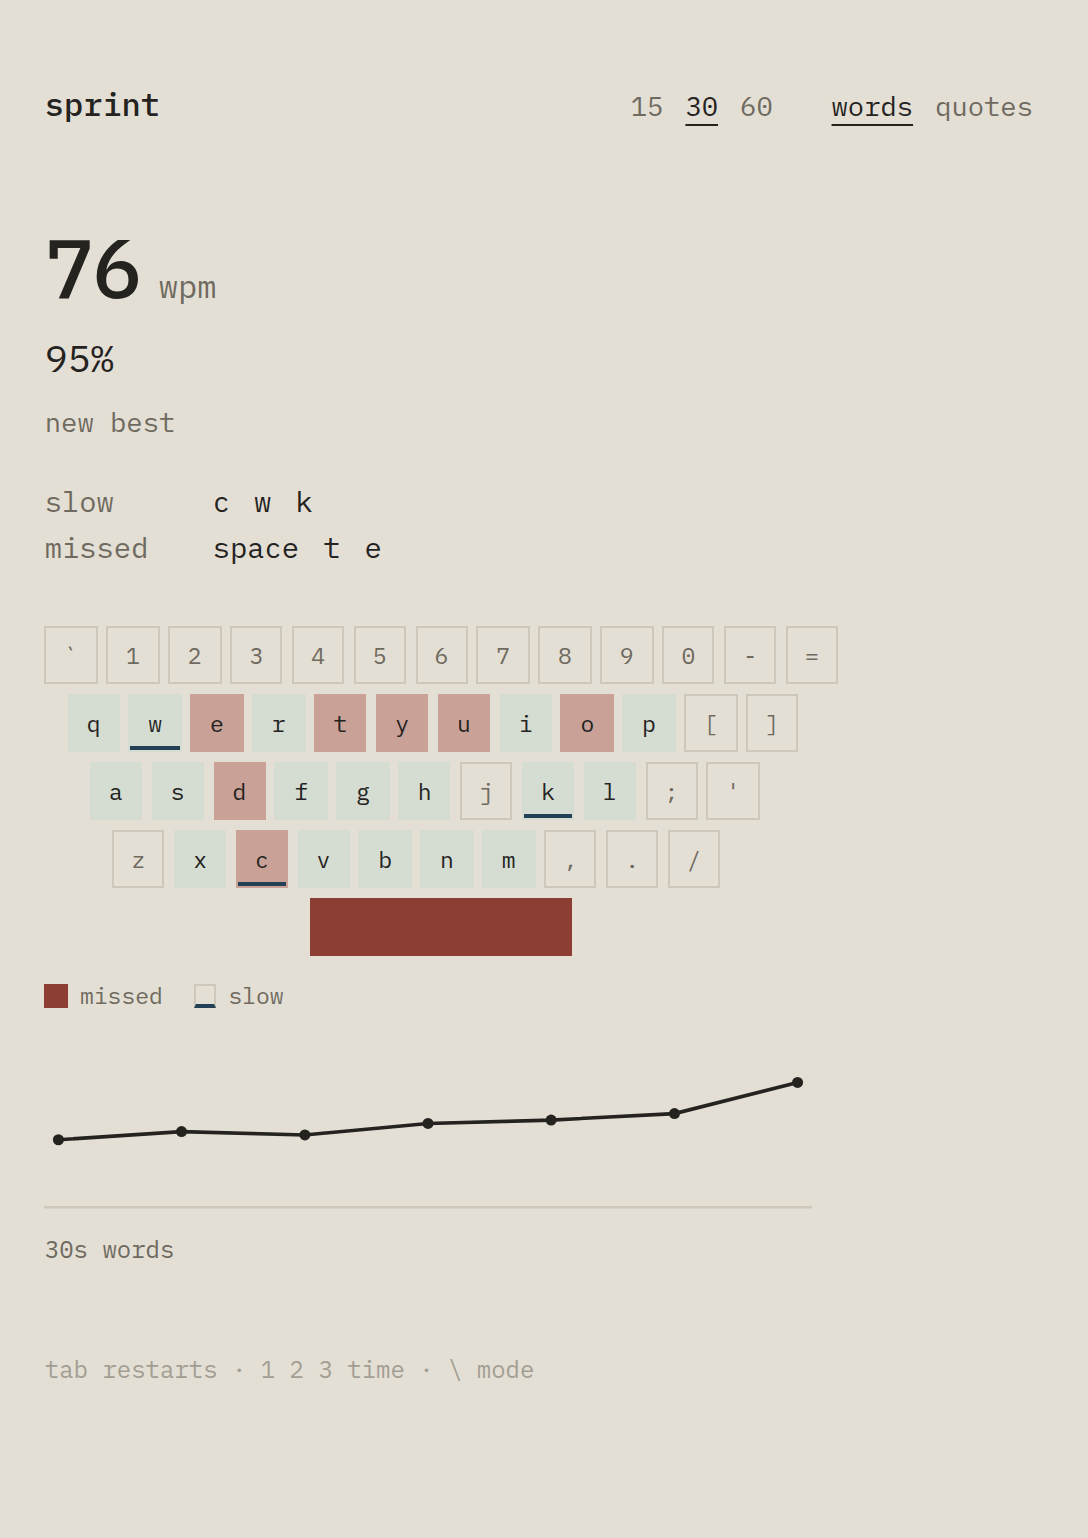 sprint 15 30 60 words quotes
76 wpm
95%
new best
slow c w k
missed space t e
` 1 2 3 4 5 6 7 8 9 0 - =
q w e r t y u i o p [ ]
a s d f g h j k l ; '
z x c v b n m , . /
missed slow
30s words
tab restarts · 1 2 3 time · \ mode